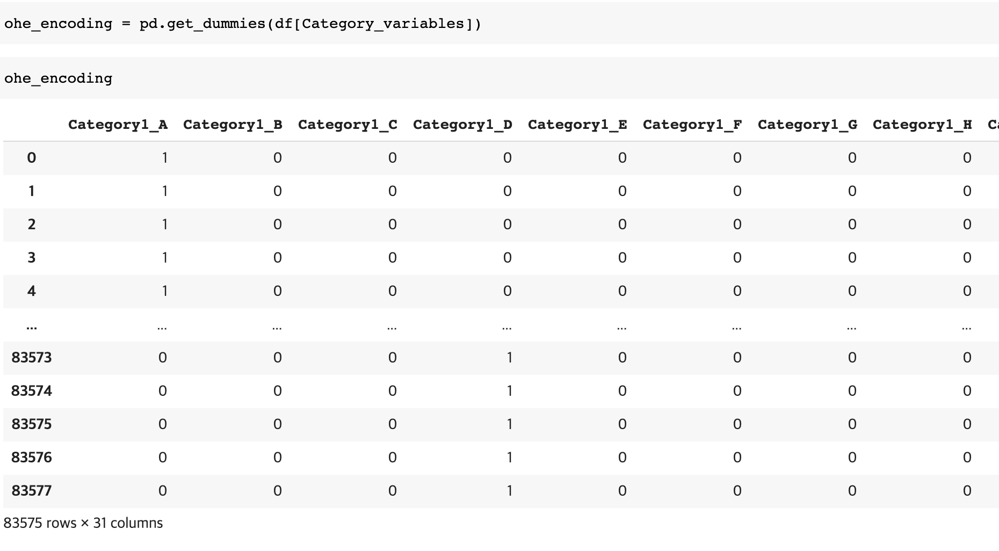 ohe_encoding = pd.get_dummies(df[Category_variables])
ohe_encoding
Category1_A Category1_B Category1_C Category1_D Category1_E Category1_F Category1_G Category1_H Ca
0 1 0 0 0 0 0 0 0
1 1 0 0 0 0 0 0 0
2 1 0 0 0 0 0 0 0
3 1 0 0 0 0 0 0 0
4 1 0 0 0 0 0 0 0
... ... ... ... ... ... ... ... ...
83573 0 0 0 1 0 0 0 0
83574 0 0 0 1 0 0 0 0
83575 0 0 0 1 0 0 0 0
83576 0 0 0 1 0 0 0 0
83577 0 0 0 1 0 0 0 0
83575 rows × 31 columns